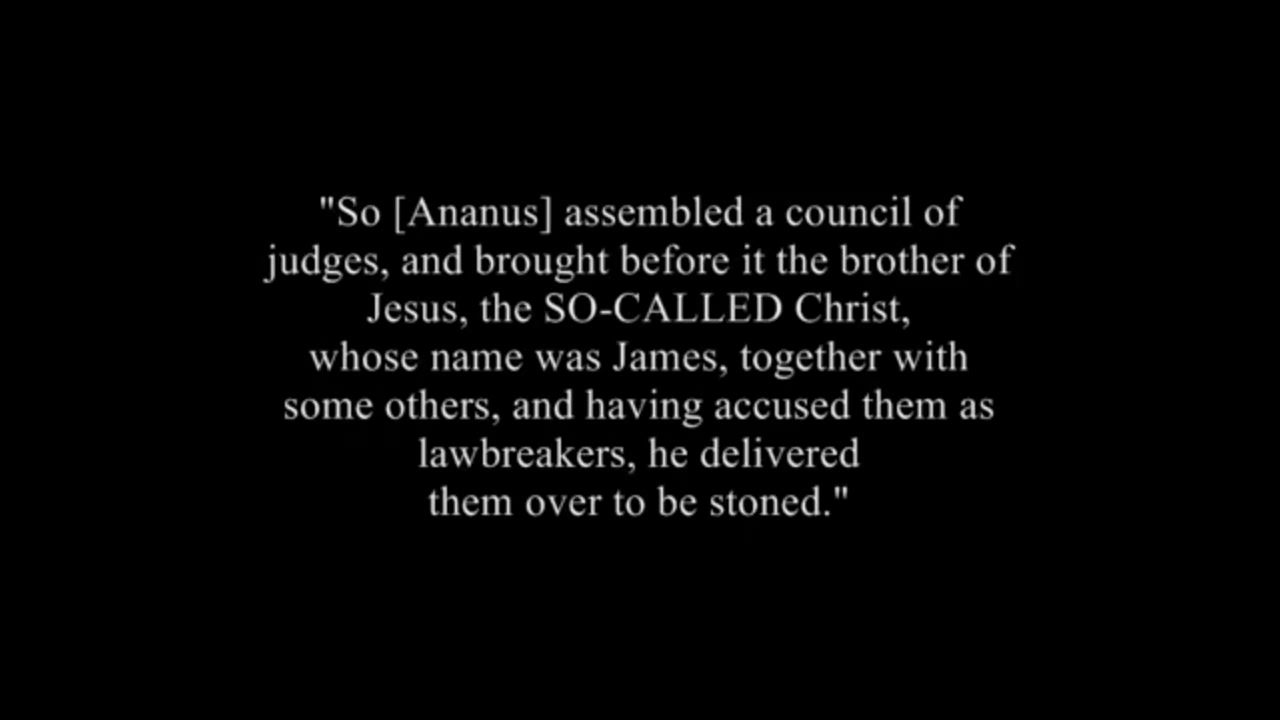 "So [Ananus] assembled a council of
judges, and brought before it the brother of
Jesus, the SO-CALLED Christ,
whose name was James, together with
some others, and having accused them as
lawbreakers, he delivered
them over to be stoned."